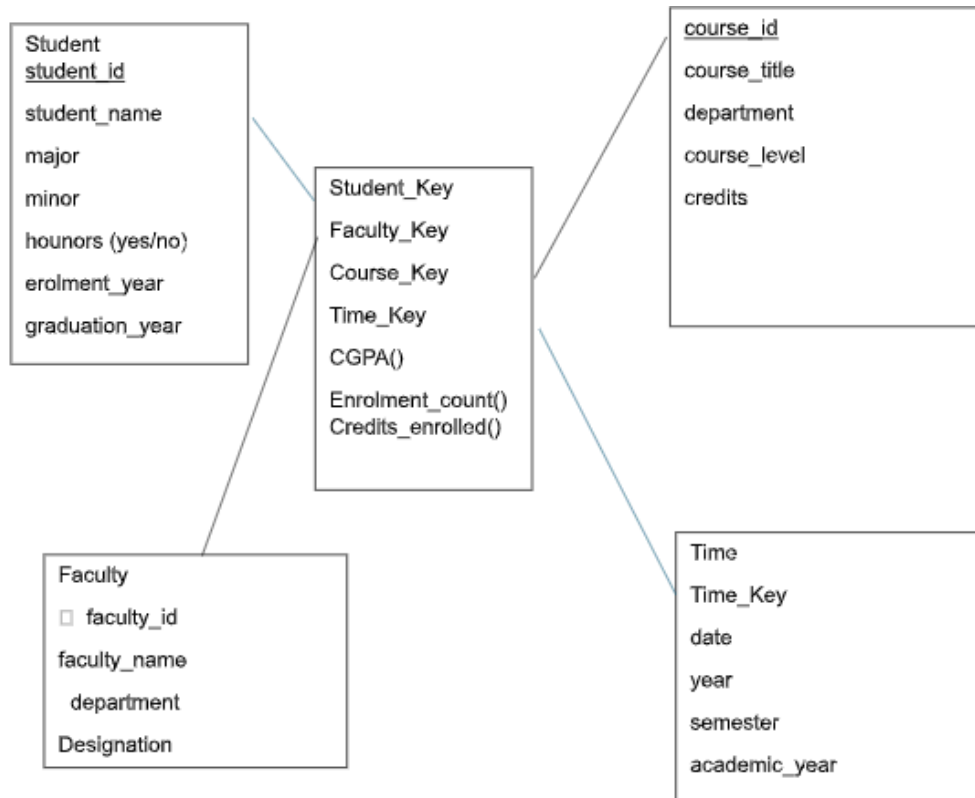 Student
student_id
student_name
major
minor
hounors (yes/no)
erolment_year
graduation_year
course_id
course_title
department
course_level
credits
Student_Key
Faculty_Key
Course_Key
Time_Key
CGPA()
Enrolment_count()
Credits_enrolled()
Faculty
faculty_id
faculty_name
department
Designation
Time
Time_Key
date
year
semester
academic_year